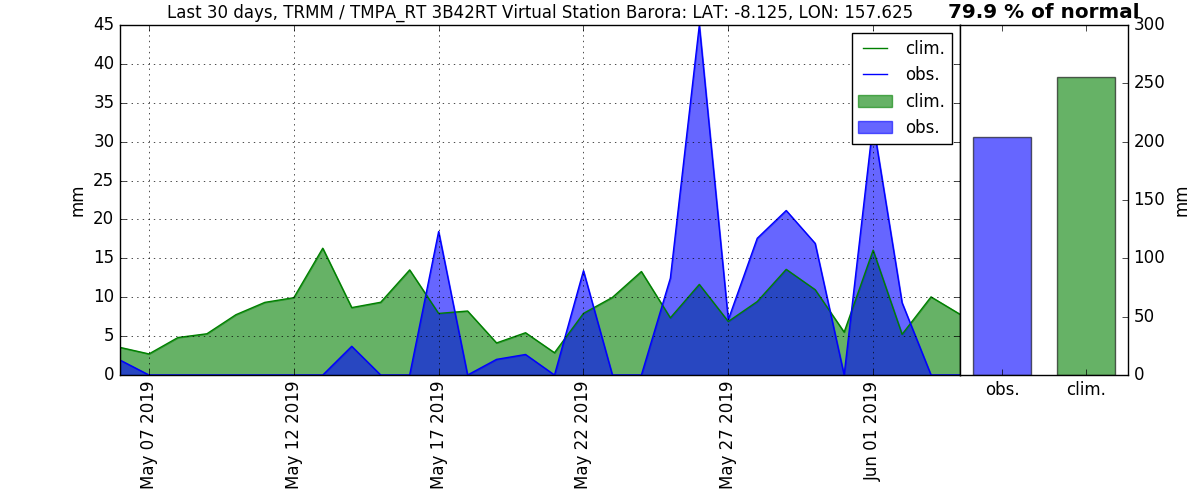 Last 30 days, TRMM / TMPA_RT 3B42RT Virtual Station Barora: LAT: -8.125, LON: 157.625
79.9 % of normal
mm
45
40
35
30
25
20
15
10
5
0
May 07 2019
May 12 2019
May 17 2019
May 22 2019
May 27 2019
Jun 01 2019
clim.
obs.
clim.
obs.
300
250
200
150
100
50
0
mm
obs.
clim.